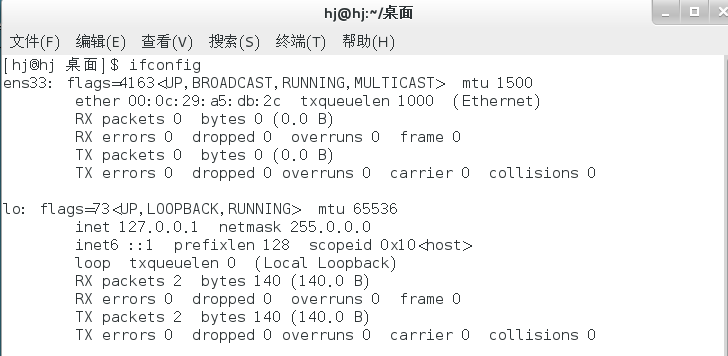 hj@hj:~/桌面
文件(F) 编辑(E) 查看(V) 搜索(S) 终端(T) 帮助(H)
[hj@hj 桌面]$ ifconfig
ens33: flags=4163<UP,BROADCAST,RUNNING,MULTICAST>  mtu 1500
        ether 00:0c:29:a5:db:2c  txqueuelen 1000  (Ethernet)
        RX packets 0  bytes 0 (0.0 B)
        RX errors 0  dropped 0  overruns 0  frame 0
        TX packets 0  bytes 0 (0.0 B)
        TX errors 0  dropped 0 overruns 0  carrier 0  collisions 0

lo: flags=73<UP,LOOPBACK,RUNNING>  mtu 65536
        inet 127.0.0.1  netmask 255.0.0.0
        inet6 ::1  prefixlen 128  scopeid 0x10<host>
        loop  txqueuelen 0  (Local Loopback)
        RX packets 2  bytes 140 (140.0 B)
        RX errors 0  dropped 0  overruns 0  frame 0
        TX packets 2  bytes 140 (140.0 B)
        TX errors 0  dropped 0 overruns 0  carrier 0  collisions 0